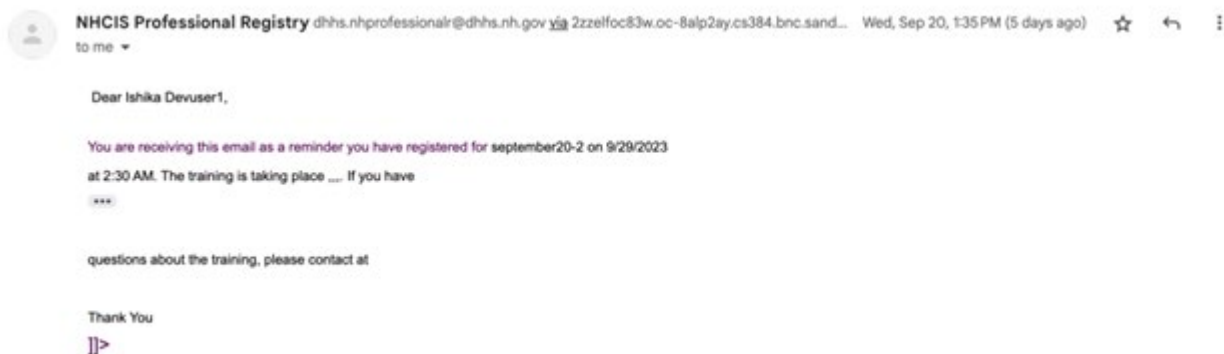 NHCIS Professional Registry dhhs.nhprofessionalr@dhhs.nh.gov via 2zzelfoc83w.oc-8alp2ay.cs384.bnc.sand... Wed, Sep 20, 1:35 PM (5 days ago)
to me
Dear Ishika Devuser1,
You are receiving this email as a reminder you have registered for september20-2 on 9/29/2023
at 2:30 AM. The training is taking place ,,,. If you have
•••
questions about the training, please contact at
Thank You
]]>